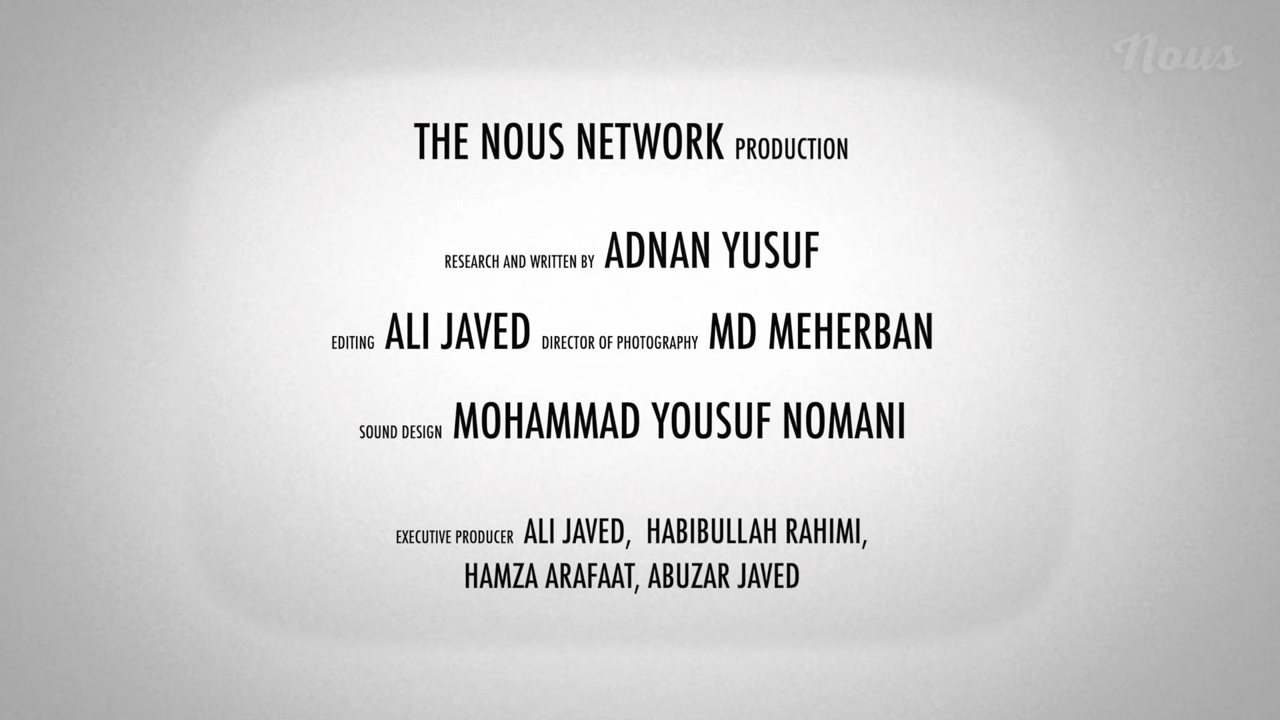 Nous
THE NOUS NETWORK PRODUCTION
RESEARCH AND WRITTEN BY ADNAN YUSUF
EDITING ALI JAVED DIRECTOR OF PHOTOGRAPHY MD MEHERBAN
SOUND DESIGN MOHAMMAD YOUSUF NOMANI
EXECUTIVE PRODUCER ALI JAVED, HABIBULLAH RAHIMI,
HAMZA ARAFAAT, ABUZAR JAVED